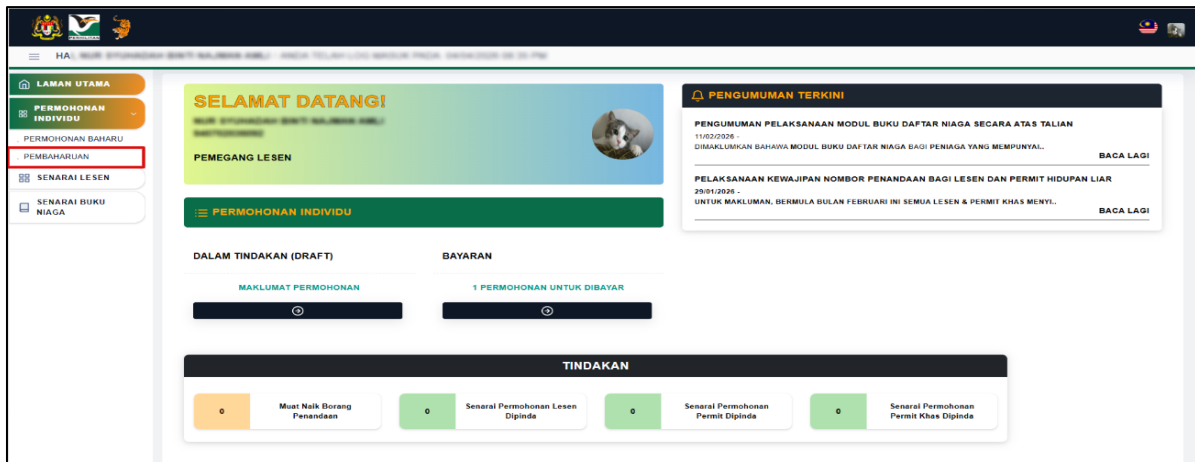 PERHILITAN
HAI,
LAMAN UTAMA
PERMOHONAN
INDIVIDU
. PERMOHONAN BAHARU
. PEMBAHARUAN
SENARAI LESEN
SENARAI BUKU
NIAGA
SELAMAT DATANG!
PEMEGANG LESEN
PERMOHONAN INDIVIDU
DALAM TINDAKAN (DRAFT)
BAYARAN
MAKLUMAT PERMOHONAN
1 PERMOHONAN UNTUK DIBAYAR
PENGUMUMAN TERKINI
PENGUMUMAN PELAKSANAAN MODUL BUKU DAFTAR NIAGA SECARA ATAS TALIAN
11/02/2026 -
DIMAKLUMKAN BAHAWA MODUL BUKU DAFTAR NIAGA BAGI PENIAGA YANG MEMPUNYAI..
BACA LAGI
PELAKSANAAN KEWAJIPAN NOMBOR PENANDAAN BAGI LESEN DAN PERMIT HIDUPAN LIAR
29/01/2026 -
UNTUK MAKLUMAN, BERMULA BULAN FEBRUARI INI SEMUA LESEN & PERMIT KHAS MENYI..
BACA LAGI
TINDAKAN
0
Muat Naik Borang
Penandaan
0
Senarai Permohonan Lesen
Dipinda
0
Senarai Permohonan
Permit Dipinda
0
Senarai Permohonan
Permit Khas Dipinda